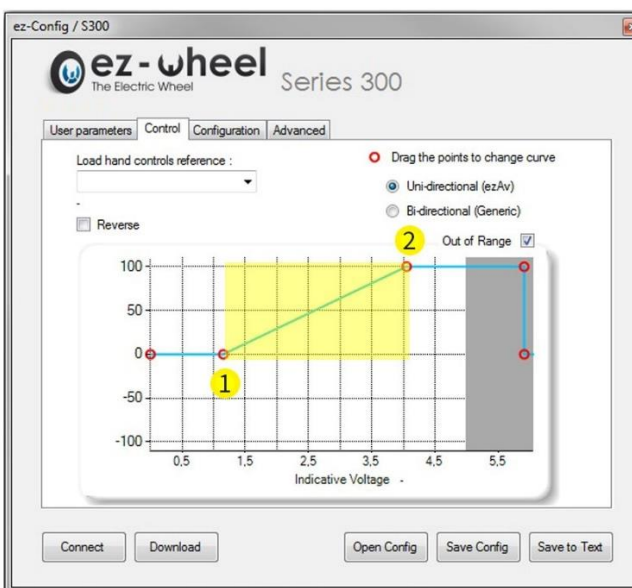 ez-Config / S300
ez-wheel
The Electric Wheel
Series 300
User parameters Control Configuration Advanced
Load hand controls reference :
-
Reverse
Drag the points to change curve
Uni-directional (ezAv)
Bi-directional (Generic)
Out of Range
2
1
100
50
0
-50
-100
0,5 1,5 2,5 3,5 4,5 5,5
Indicative Voltage -
Connect Download Open Config Save Config Save to Text